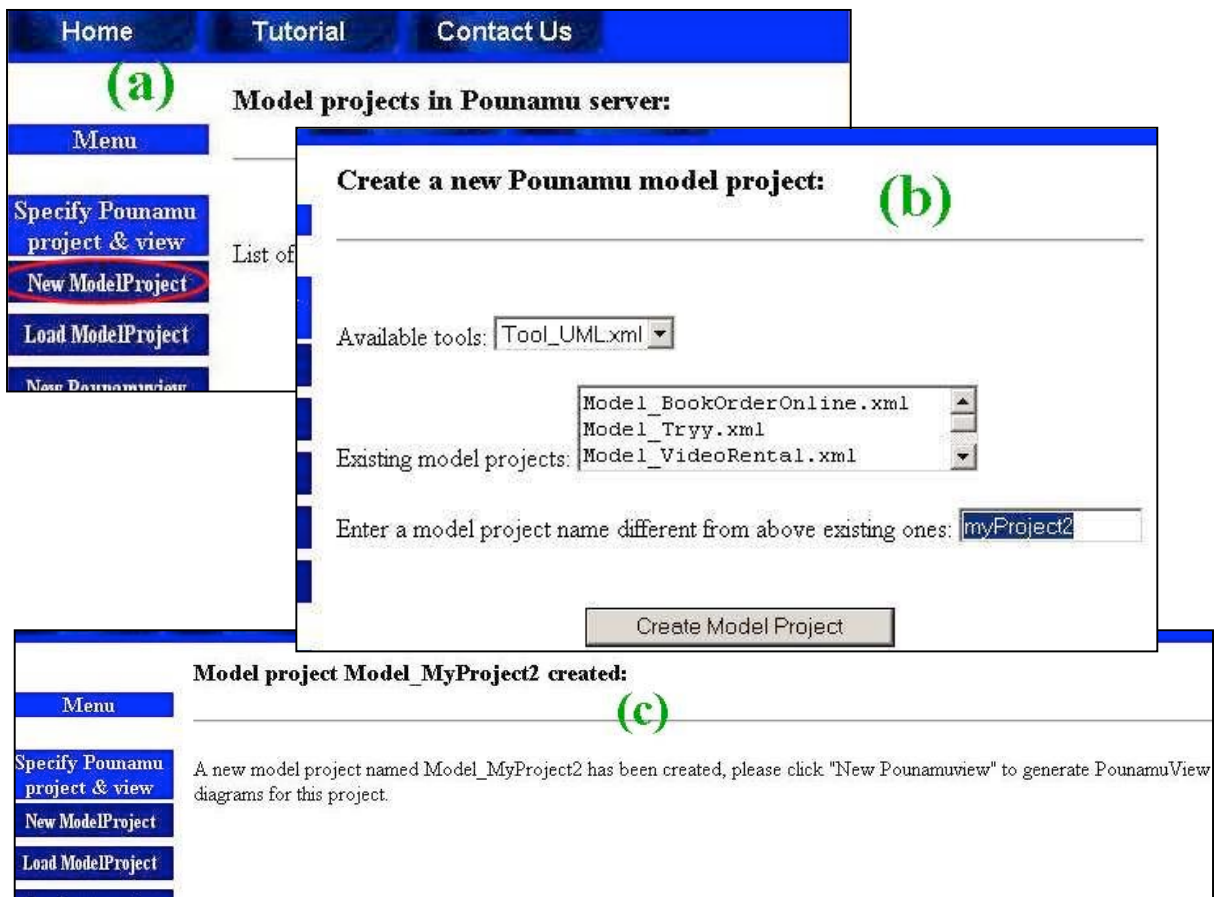 Home Tutorial Contact Us
(a)
Model projects in Pounamu server:
Menu
Specify Pounamu
project & view
New ModelProject
List of
Load ModelProject
New Pounamuview
Create a new Pounamu model project:
(b)
Available tools: Tool_UML.xml
Model_BookOrderOnline.xml
Model_Tryy.xml
Existing model projects: Model_VideoRental.xml
Enter a model project name different from above existing ones: myProject2
Create Model Project
Model project Model_MyProject2 created:
(c)
Menu
Specify Pounamu
project & view
A new model project named Model_MyProject2 has been created, please click "New Pounamuview" to generate PounamuView
diagrams for this project.
New ModelProject
Load ModelProject